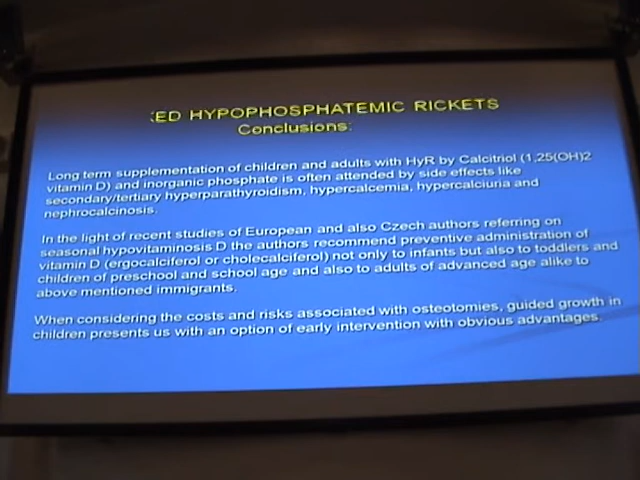 :ED HYPOPHOSPHATEMIC RICKETS
Conclusions:
Long term supplementation of children and adults with HyR by Calcitriol (1,25(OH)2
vitamin D) and inorganic phosphate is often attended by side effects like
secondary/tertiary hyperparathyroidism, hypercalcemia, hypercalciuria and
nephrocalcinosis.
In the light of recent studies of European and also Czech authors referring on
seasonal hypovitaminosis D the authors recommend preventive administration of
vitamin D (ergocalciferol or cholecalciferol) not only to infants but also to toddlers and
children of preschool and school age and also to adults of advanced age alike to
above mentioned immigrants.
When considering the costs and risks associated with osteotomies, guided growth in
children presents us with an option of early intervention with obvious advantages.